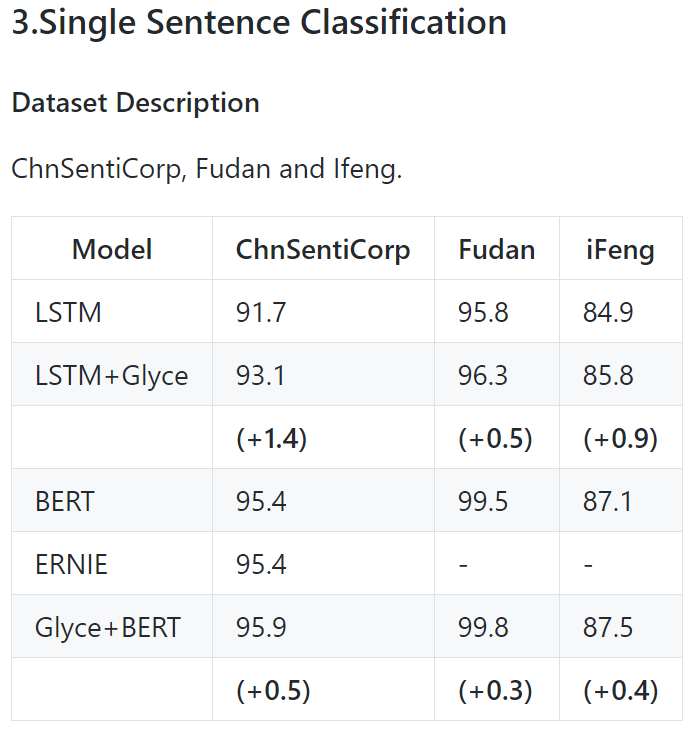 3.Single Sentence Classification
Dataset Description
ChnSentiCorp, Fudan and Ifeng.
Model ChnSentiCorp Fudan iFeng
LSTM 91.7 95.8 84.9
LSTM+Glyce 93.1 96.3 85.8
(+1.4) (+0.5) (+0.9)
BERT 95.4 99.5 87.1
ERNIE 95.4 - -
Glyce+BERT 95.9 99.8 87.5
(+0.5) (+0.3) (+0.4)